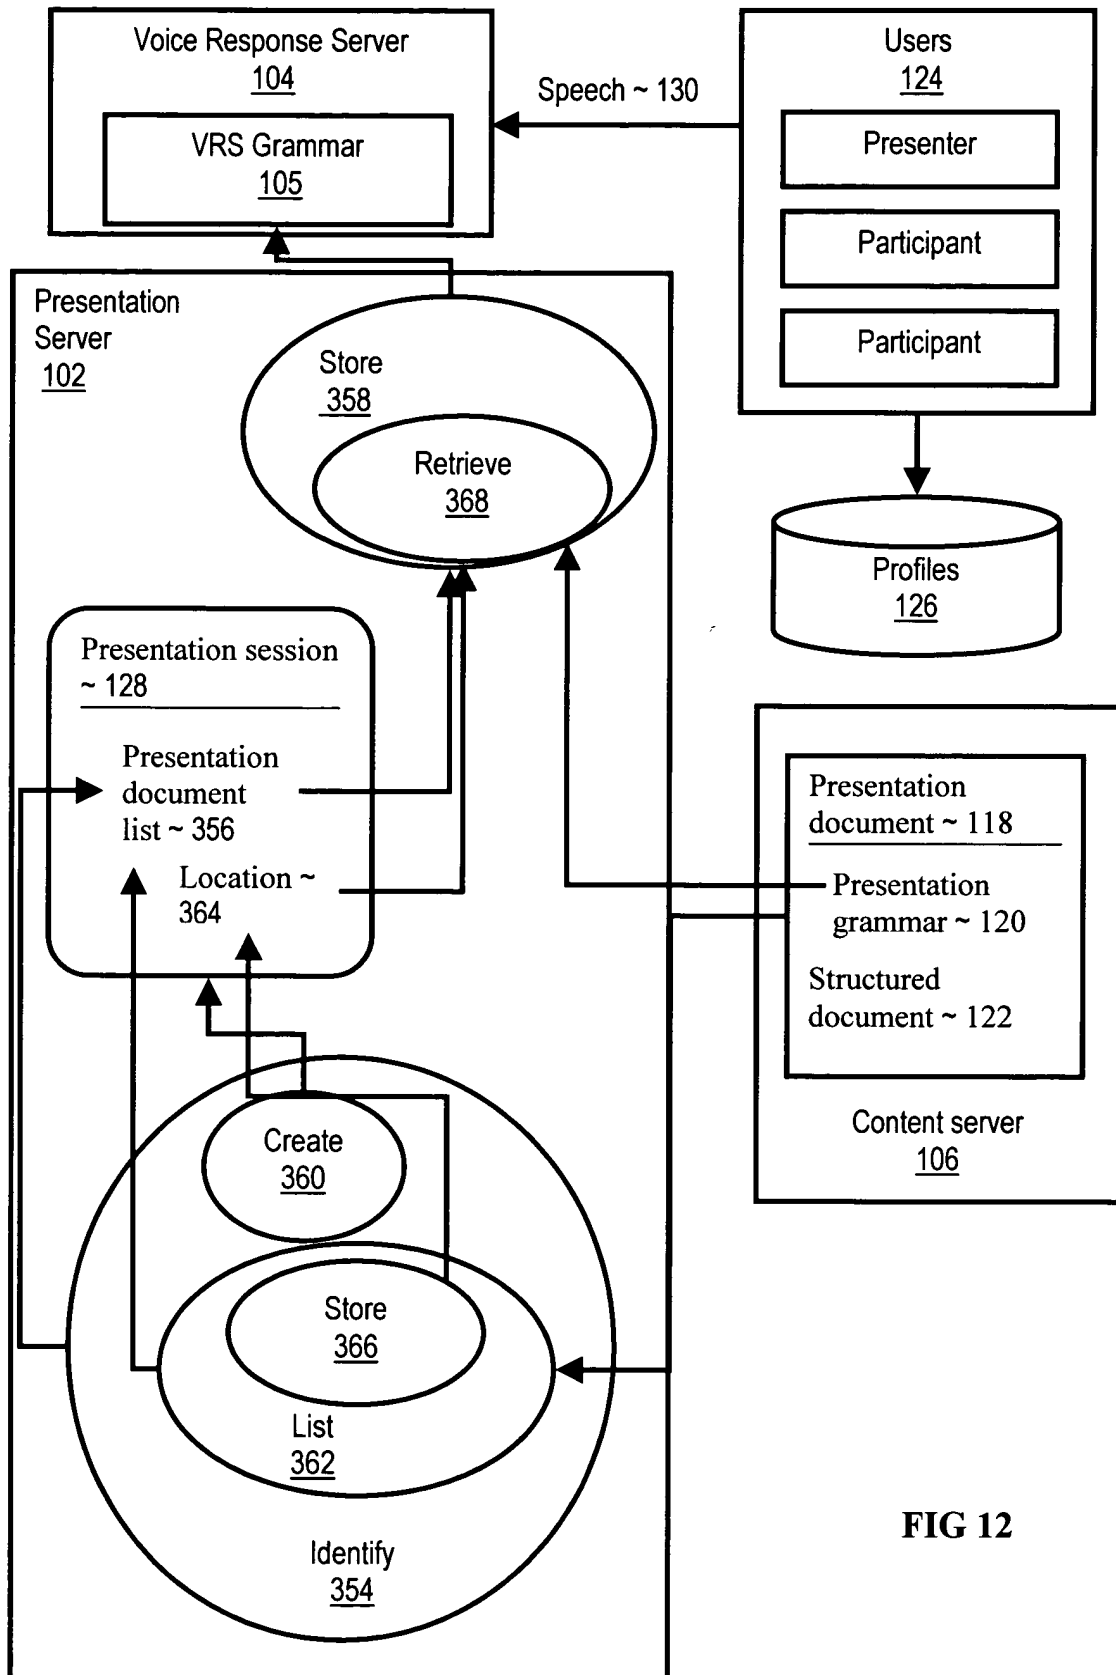 Voice Response Server
104
VRS Grammar
105
Speech ~ 130
Users
124
Presenter
Participant
Participant
Profiles
126
Presentation
Server
102
Store
358
Retrieve
368
Presentation session
~ 128
Presentation
document
list ~ 356
Location ~
364
Presentation
document ~ 118
Presentation
grammar ~ 120
Structured
document ~ 122
Content server
106
Create
360
Store
366
List
362
Identify
354
FIG 12